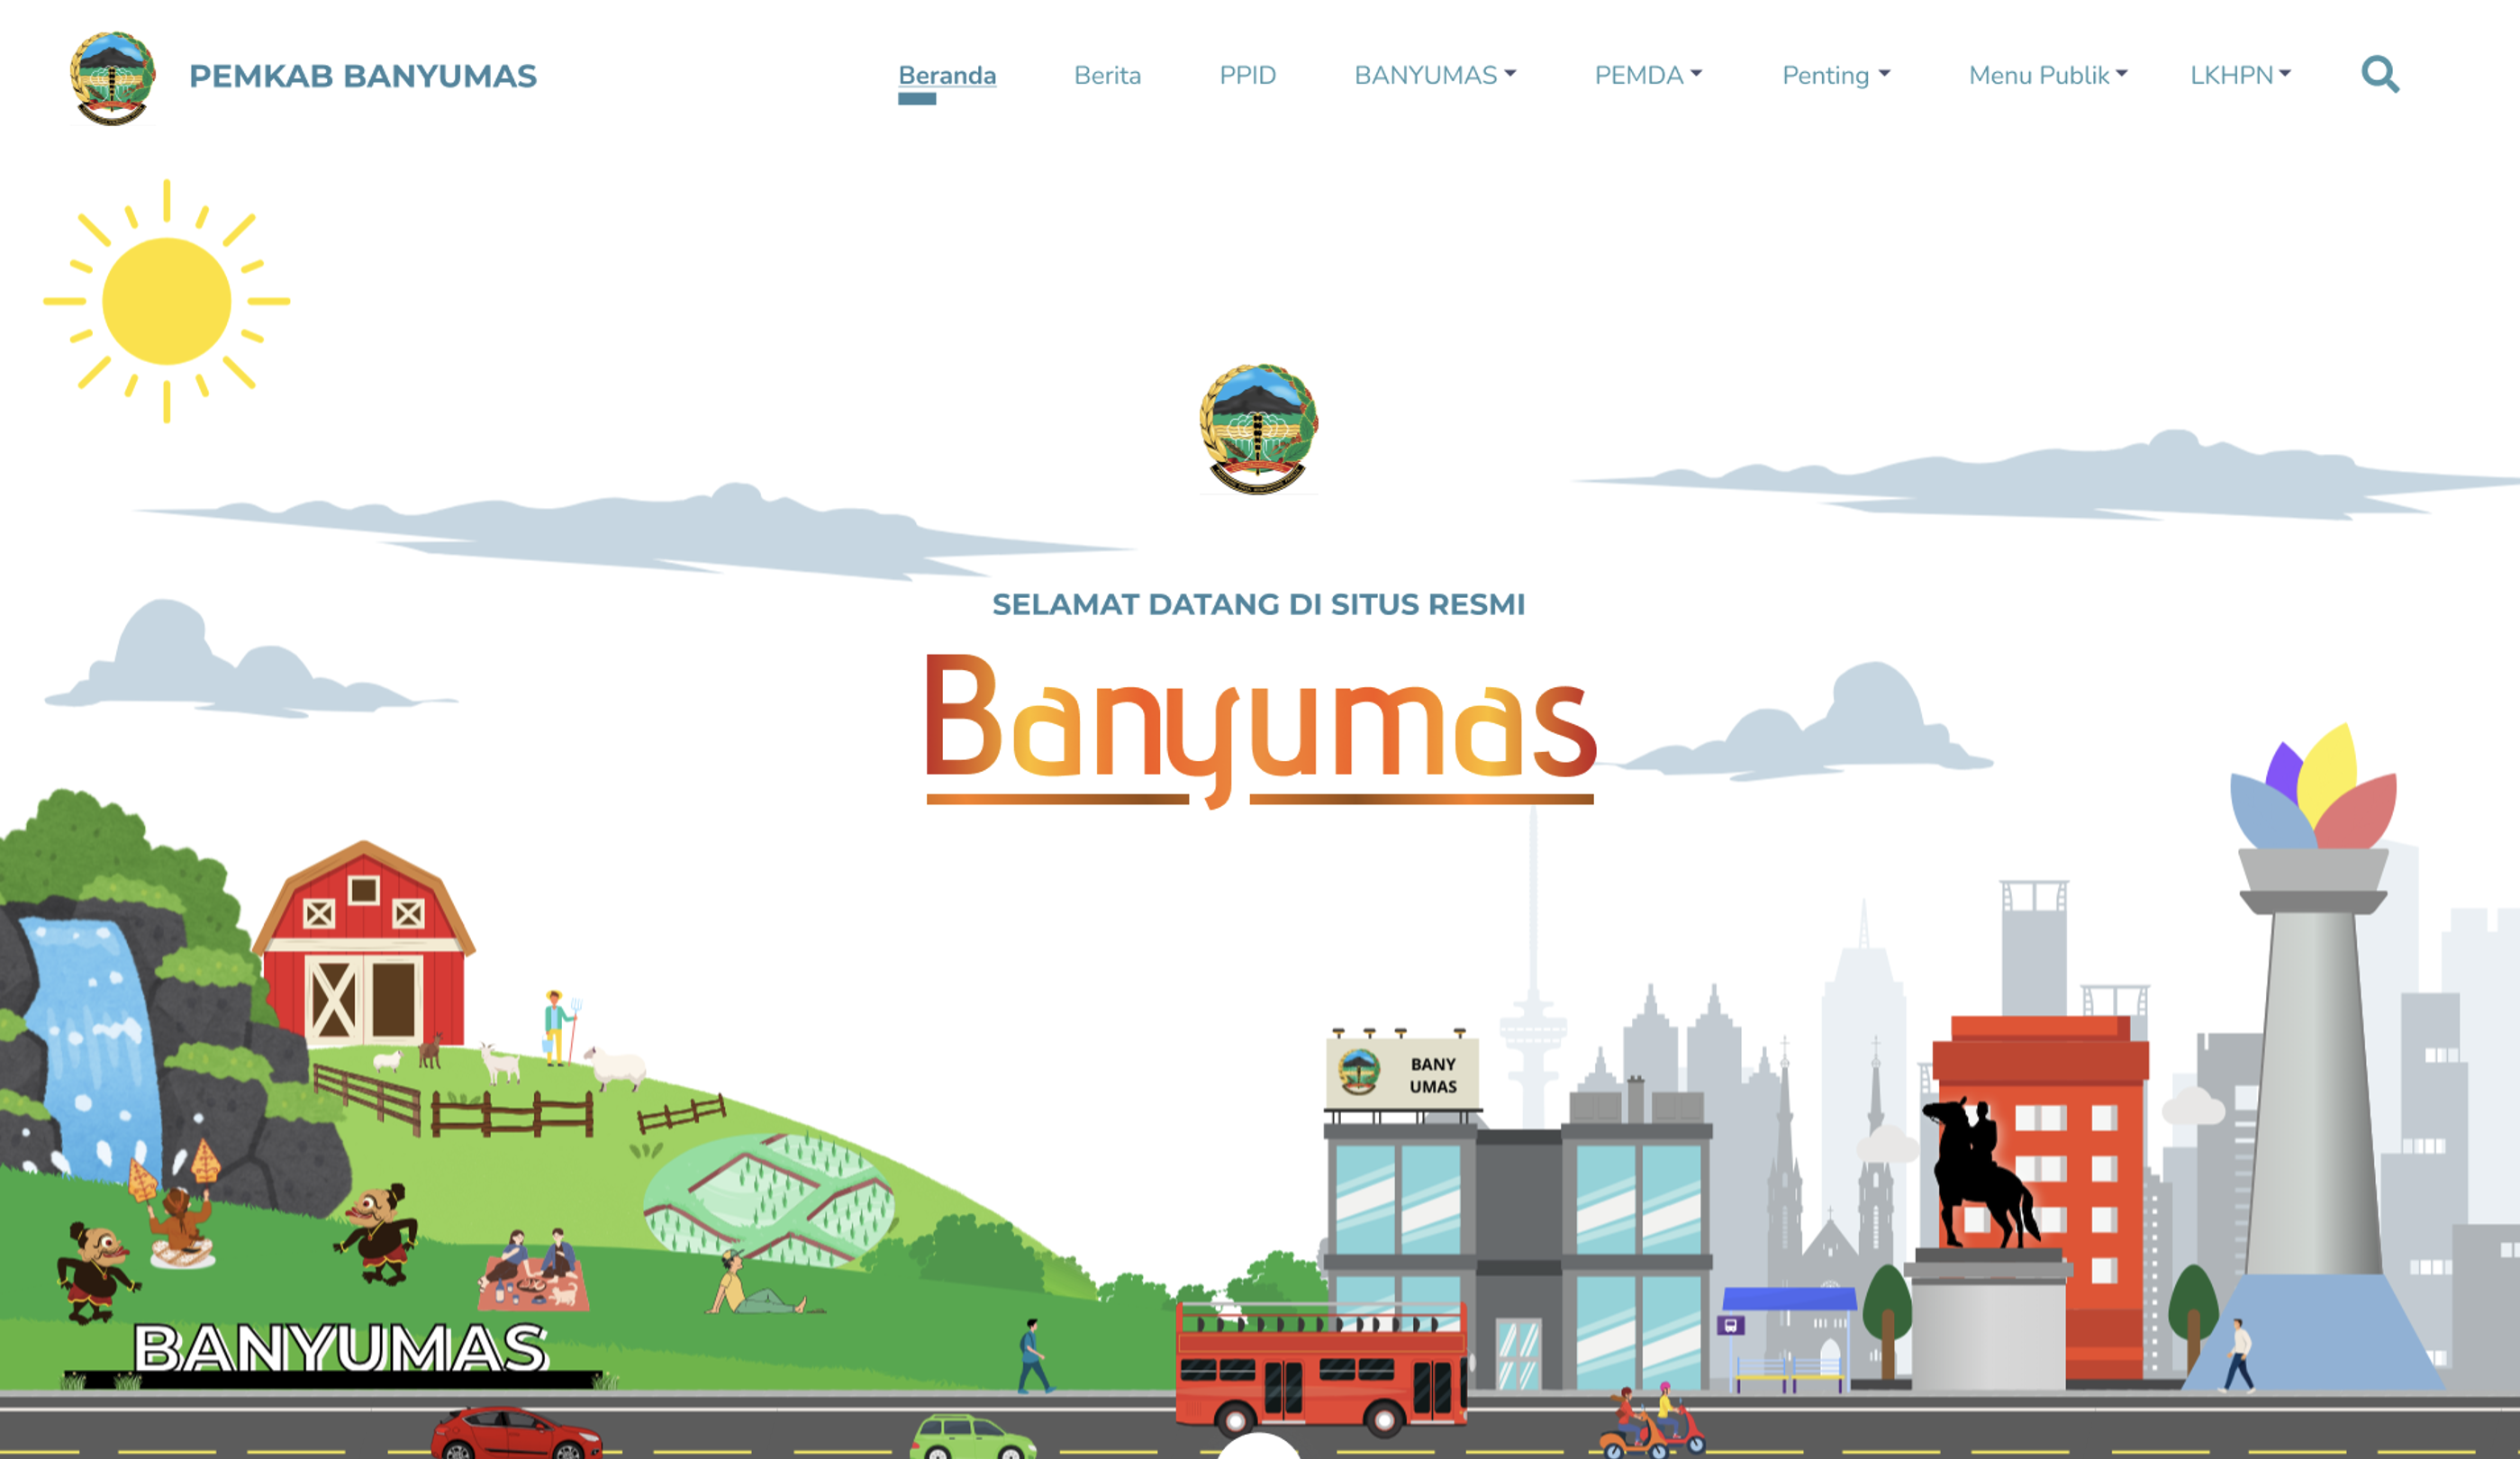 PEMKAB BANYUMAS
Beranda
Berita
PPID
BANYUMAS
PEMDA
Penting
Menu Publik
LKHPN
SELAMAT DATANG DI SITUS RESMI
Banyumas
BANY
UMAS
BANYUMAS